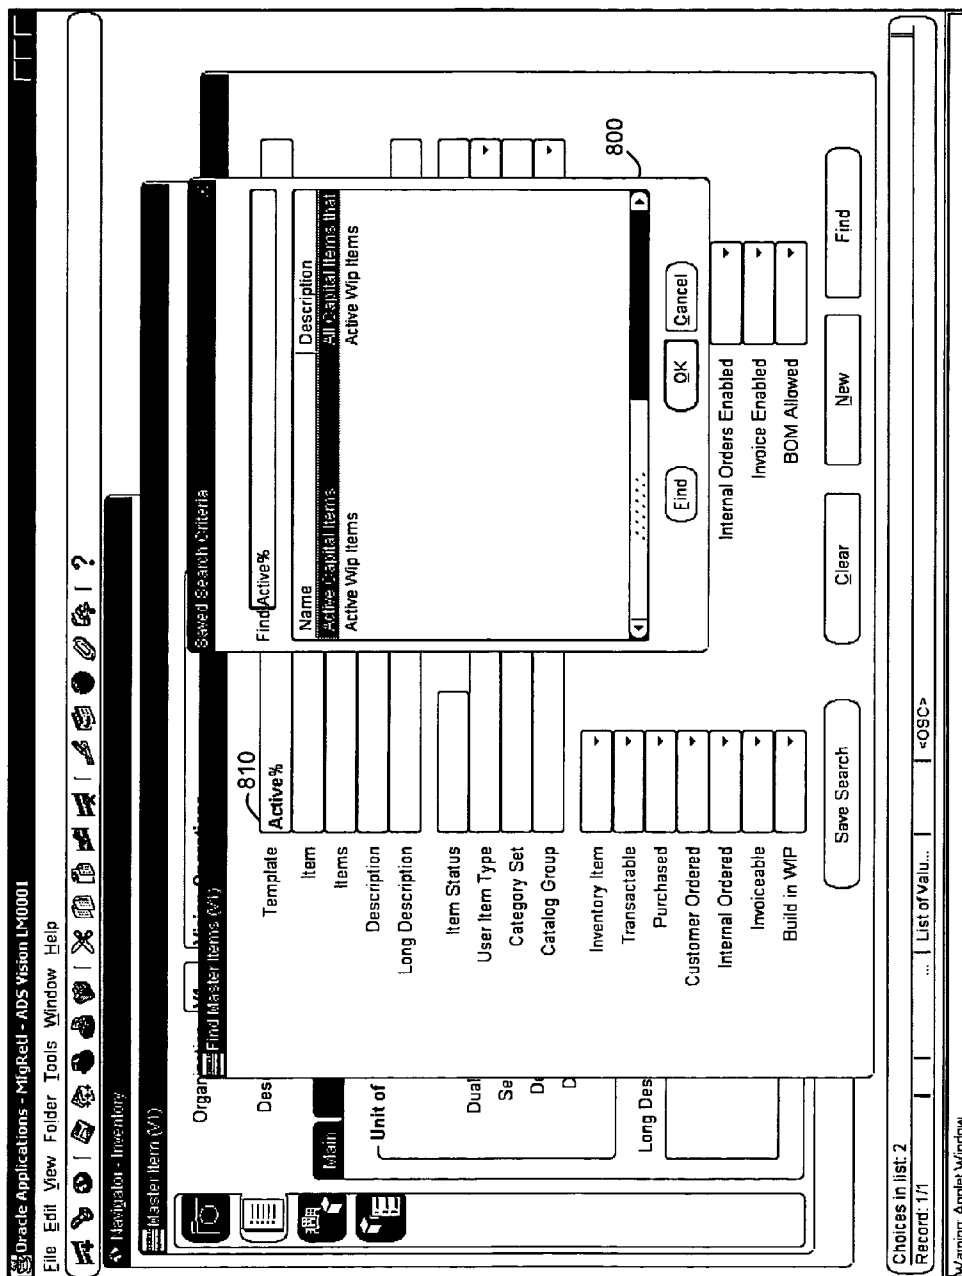 Oracle Applications - MfgRetl - ADS Vision LM0001
File Edit View Folder Tools Window Help
?
Navigator - Inventory
Master Item (V1)
Organ
Des
Main
Unit of
Dual
Se
De
D
Long Des
Find Master Items (V1)
810
Template Active%
Item
Items
Description
Long Description
Item Status
User Item Type
Category Set
Catalog Group
Inventory Item
Transactable
Purchased
Customer Ordered
Internal Ordered
Invoiceable
Build in WIP
Internal Orders Enabled
Invoice Enabled
BOM Allowed
Save Search Clear New Find
Saved Search Criteria
Find Active%
Name Description
Active Capital Items All Capital Items that
Active Wip Items Active Wip Items
Find OK Cancel
800
Choices in list: 2
Record: 1/1 ... List of Valu... <OSC>
Warning: Applet Window